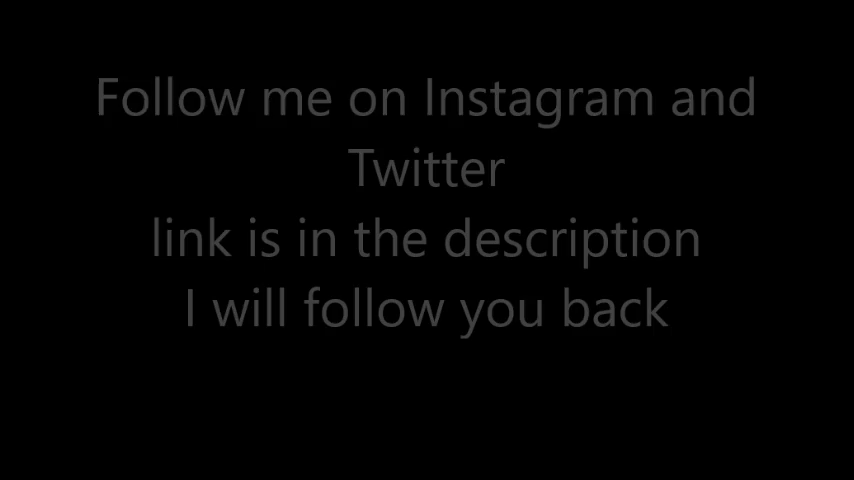 Follow me on Instagram and
Twitter
link is in the description
I will follow you back